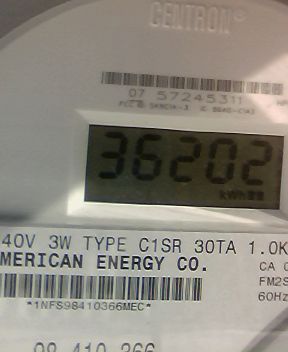 CENTRON®
07 57245311
36202
kWh
40V 3W TYPE C1SR 30TA 1.0K
MERICAN ENERGY CO.
CA 0
FM2S
60Hz
*1NFS98410366MEC*
98 410 366